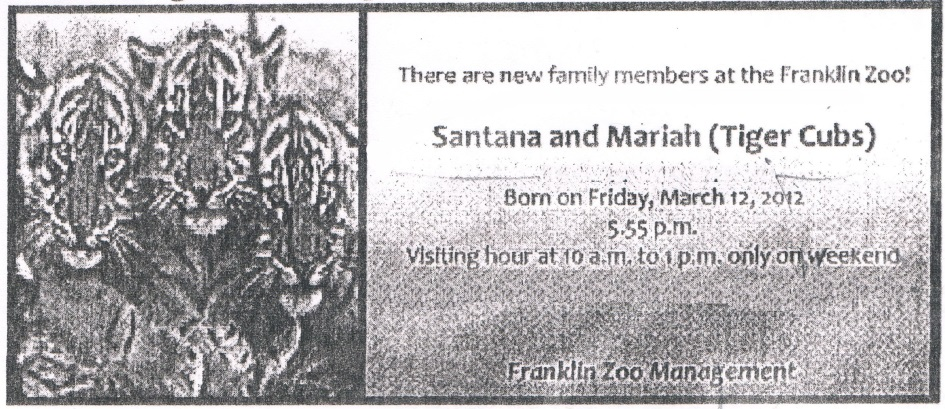 There are new family members at the Franklin Zoo!
Santana and Mariah (Tiger Cubs)
Born on Friday, March 12, 2012
5.55 p.m.
Visiting hour at 10 a.m. to 1 p.m. only on weekend
Franklin Zoo Management